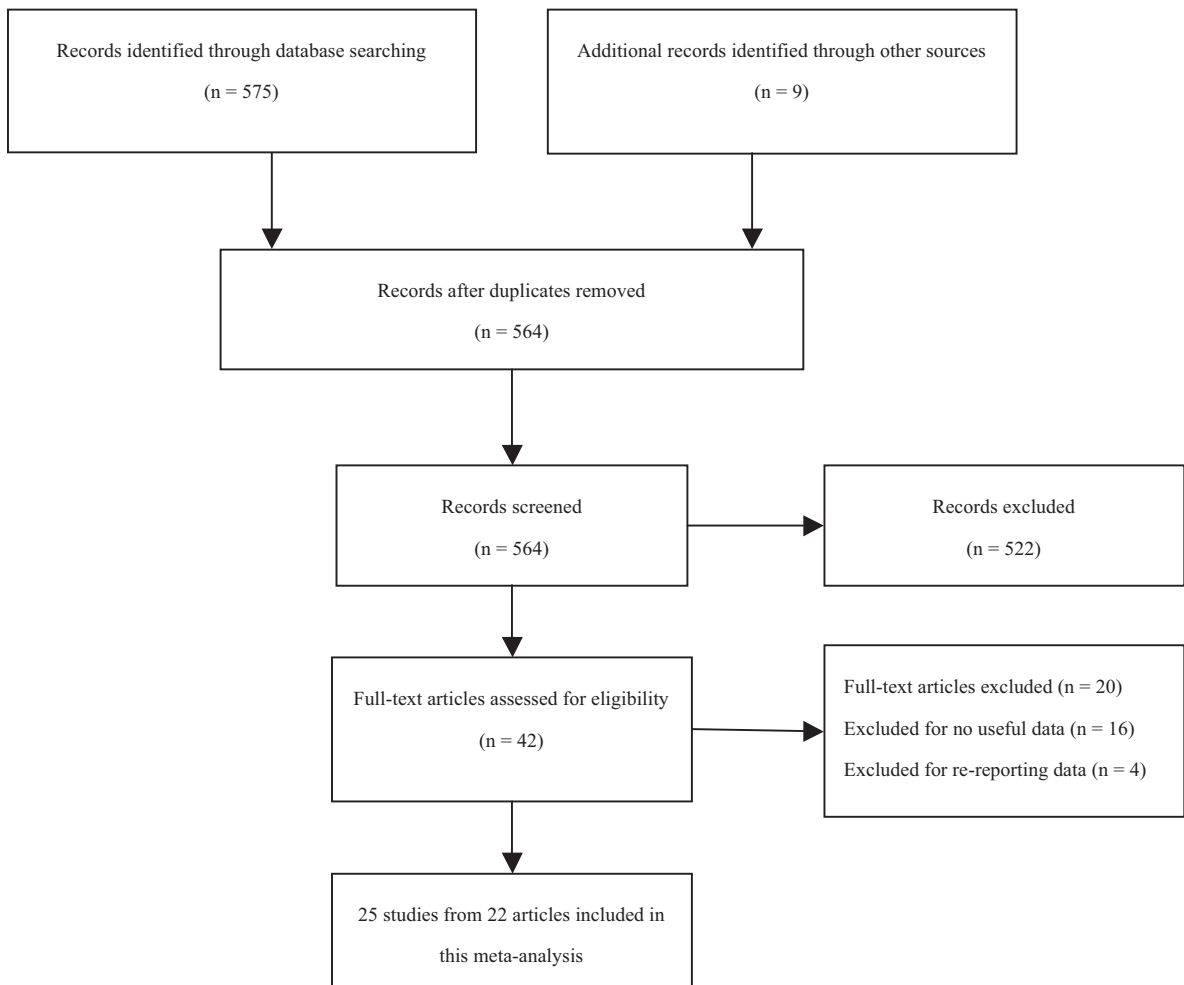 Records identified through database searching
(n = 575)
Additional records identified through other sources
(n = 9)
Records after duplicates removed
(n = 564)
Records screened
(n = 564)
Records excluded
(n = 522)
Full-text articles assessed for eligibility
(n = 42)
Full-text articles excluded (n = 20)
Excluded for no useful data (n = 16)
Excluded for re-reporting data (n = 4)
25 studies from 22 articles included in
this meta-analysis